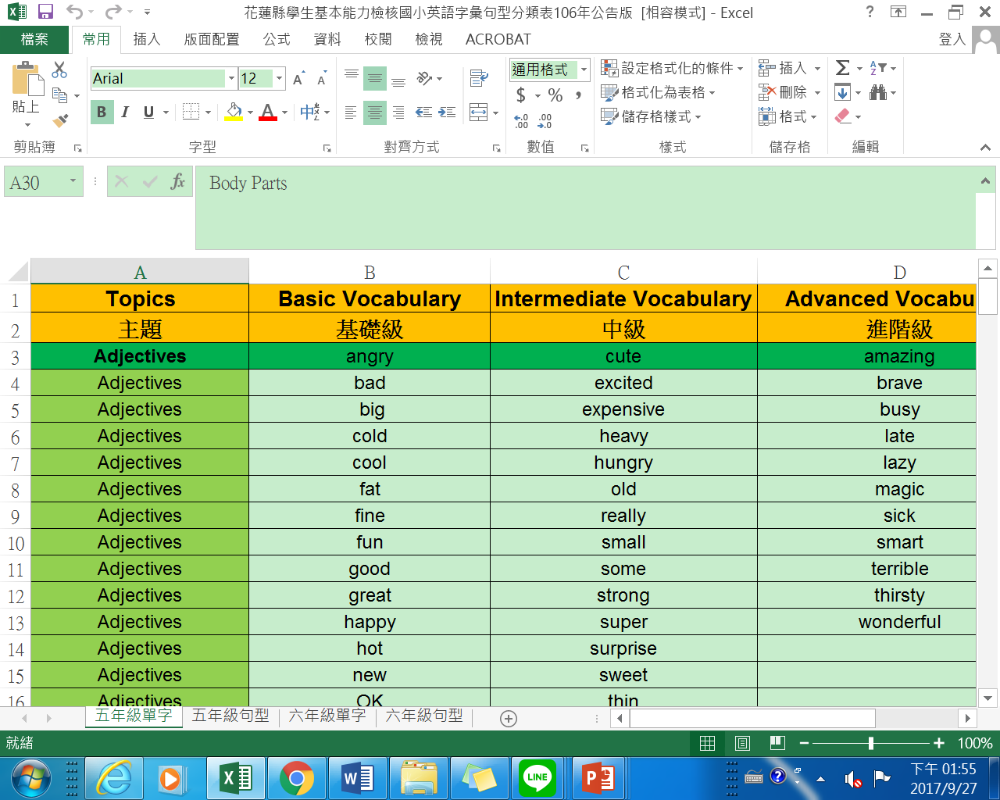 花蓮縣學生基本能力檢核國小英語字彙句型分類表106年公告版 [相容模式] - Excel
檔案 常用 插入 版面配置 公式 資料 校閱 檢視 ACROBAT 登入
貼上
剪貼簿
Arial 12
B I U A
字型
對齊方式
通用格式
$ % ,
數值
設定格式化的條件
格式化為表格
儲存格樣式
樣式
插入
刪除
格式
儲存格
編輯
A30 fx Body Parts
A B C D
1 Topics Basic Vocabulary Intermediate Vocabulary Advanced Vocabu
2 主題 基礎級 中級 進階級
3 Adjectives angry cute amazing
4 Adjectives bad excited brave
5 Adjectives big expensive busy
6 Adjectives cold heavy late
7 Adjectives cool hungry lazy
8 Adjectives fat old magic
9 Adjectives fine really sick
10 Adjectives fun small smart
11 Adjectives good some terrible
12 Adjectives great strong thirsty
13 Adjectives happy super wonderful
14 Adjectives hot surprise
15 Adjectives new sweet
16 Adjectives OK thin
五年級單字 五年級句型 六年級單字 六年級句型
就緒 100%
LINE
下午 01:55
2017/9/27